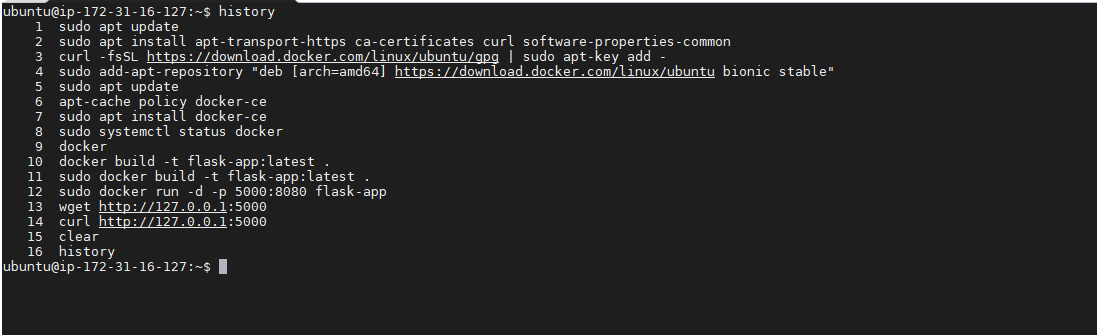 ubuntu@ip-172-31-16-127:~$ history
1 sudo apt update
2 sudo apt install apt-transport-https ca-certificates curl software-properties-common
3 curl -fsSL https://download.docker.com/linux/ubuntu/gpg | sudo apt-key add -
4 sudo add-apt-repository "deb [arch=amd64] https://download.docker.com/linux/ubuntu bionic stable"
5 sudo apt update
6 apt-cache policy docker-ce
7 sudo apt install docker-ce
8 sudo systemctl status docker
9 docker
10 docker build -t flask-app:latest .
11 sudo docker build -t flask-app:latest .
12 sudo docker run -d -p 5000:8080 flask-app
13 wget http://127.0.0.1:5000
14 curl http://127.0.0.1:5000
15 clear
16 history
ubuntu@ip-172-31-16-127:~$